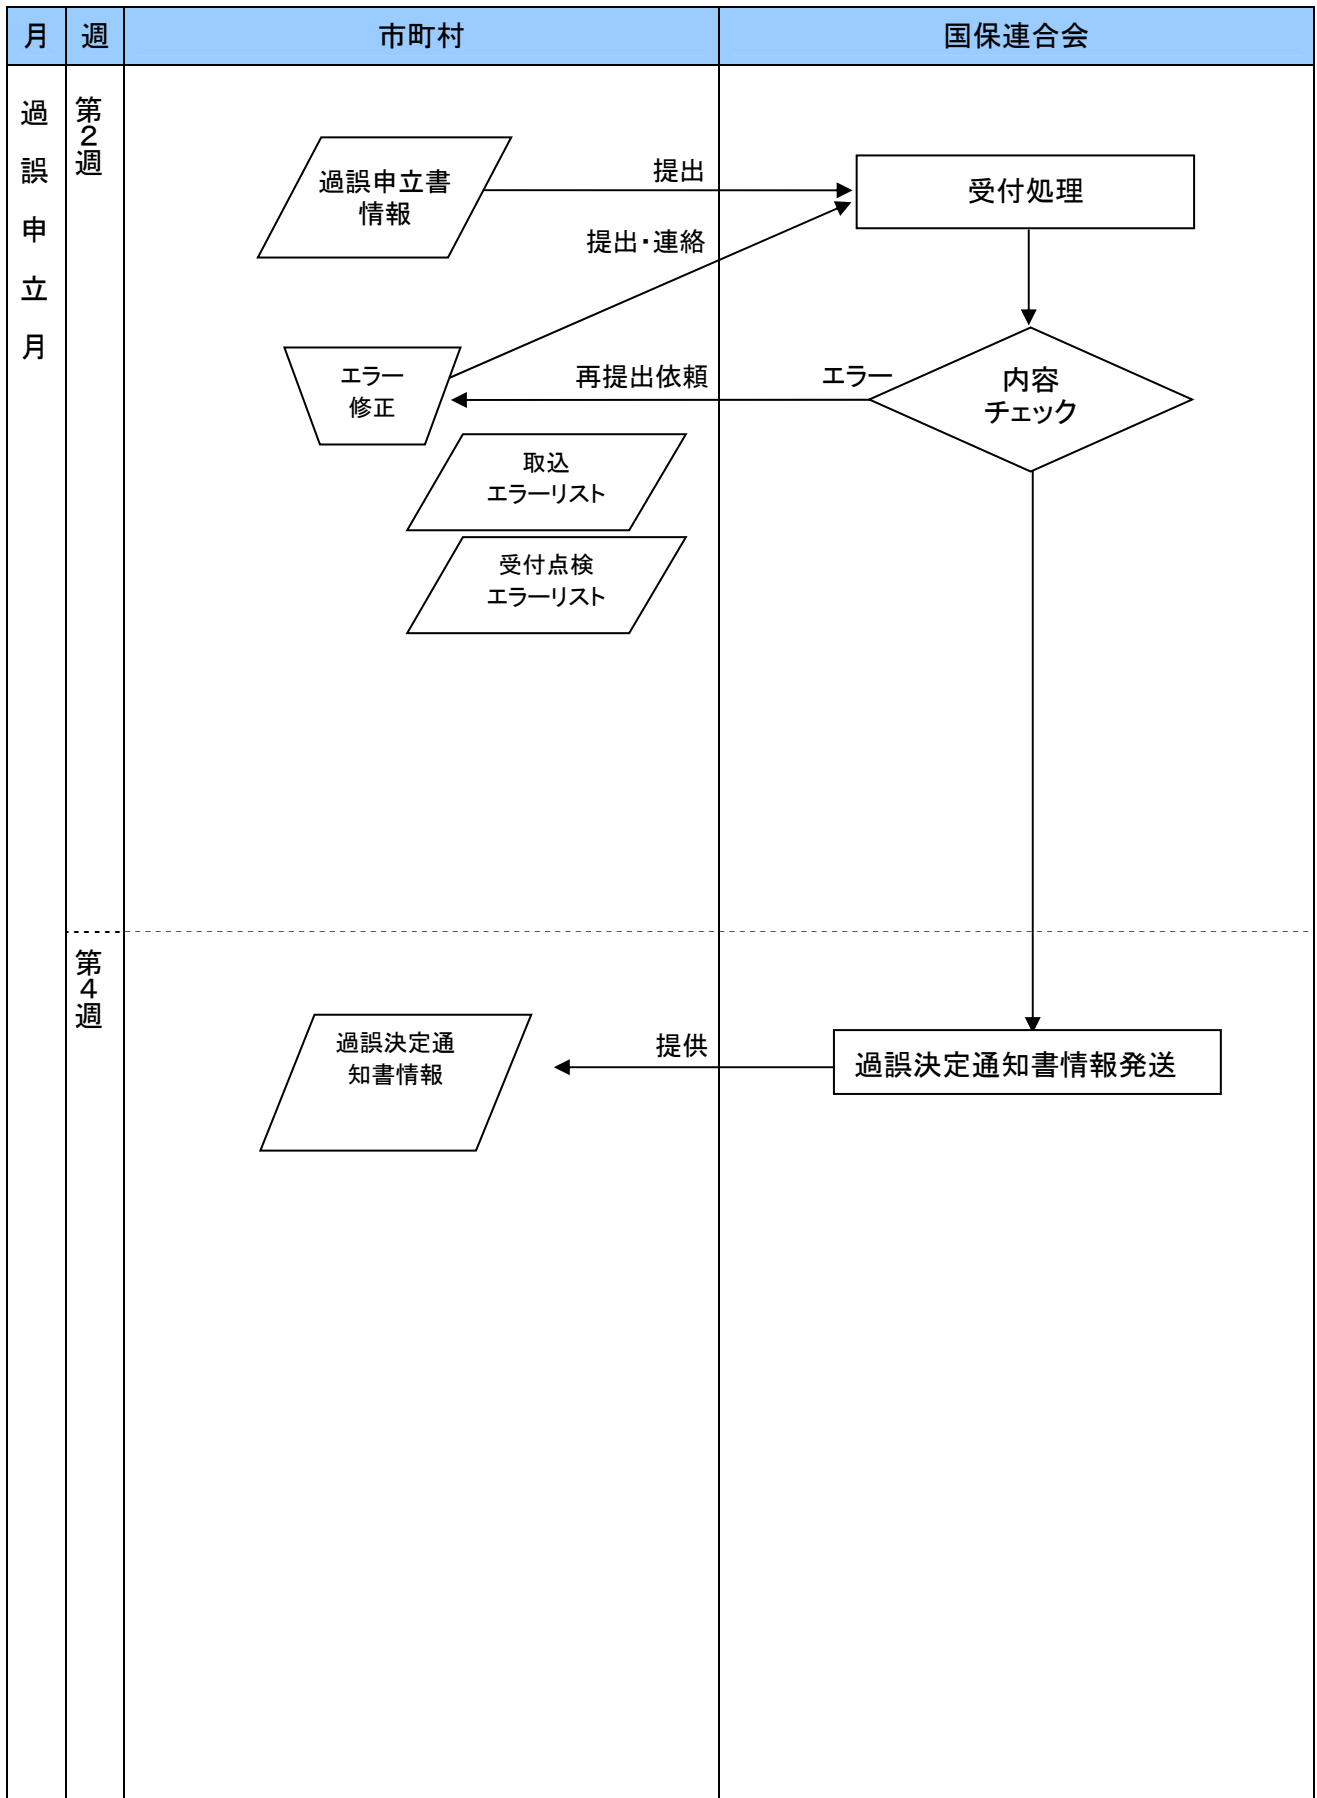 月
週
市町村
国保連合会
過誤申立月
第2週
過誤申立書
情報
提出
受付処理
提出・連絡
エラー
修正
再提出依頼
エラー
内容
チェック
取込
エラーリスト
受付点検
エラーリスト
第4週
過誤決定通
知書情報
提供
過誤決定通知書情報発送